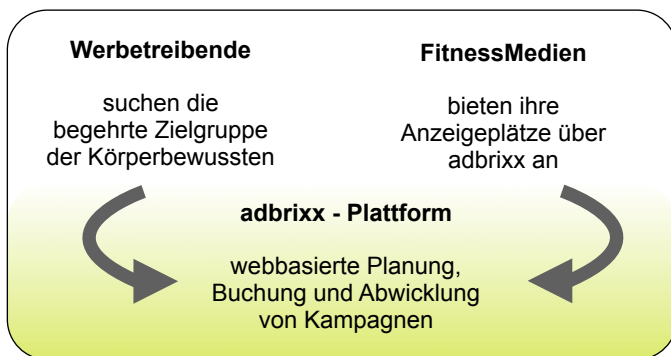 Werbetreibende
suchen die
begehrte Zielgruppe
der Körperbewussten
FitnessMedien
bieten ihre
Anzeigeplätze über
adbrixx an
adbrixx - Plattform
webbasierte Planung,
Buchung und Abwicklung
von Kampagnen